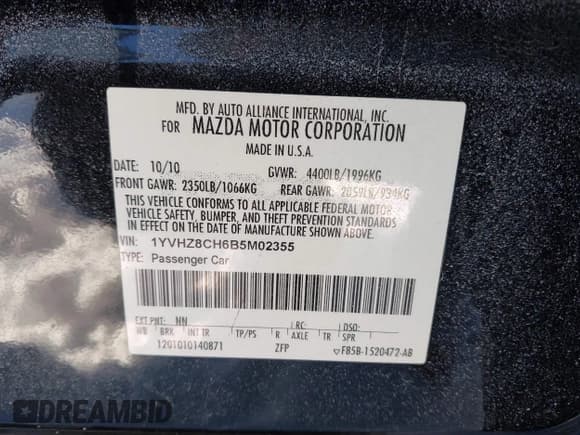 MFD. BY AUTO ALLIANCE INTERNATIONAL, INC.
FOR MAZDA MOTOR CORPORATION
MADE IN U.S.A.
DATE: 10/10 GVWR: 4400LB/1996KG
FRONT GAWR: 2350LB/1066KG REAR GAWR: 2059LB/934KG
THIS VEHICLE CONFORMS TO ALL APPLICABLE FEDERAL MOTOR
VEHICLE SAFETY, BUMPER, AND THEFT PREVENTION STANDARDS
IN EFFECT ON THE DATE OF MANUFACTURE SHOWN ABOVE.
VIN: 1YVHZ8CH6B5M02355
TYPE: Passenger Car
EXT PNT: NN RC: DSO:
WB BRK INT TR TP/PS R AXLE TR SPR
1201010140871 ZFP F85B-1520472-AB
DREAMBID